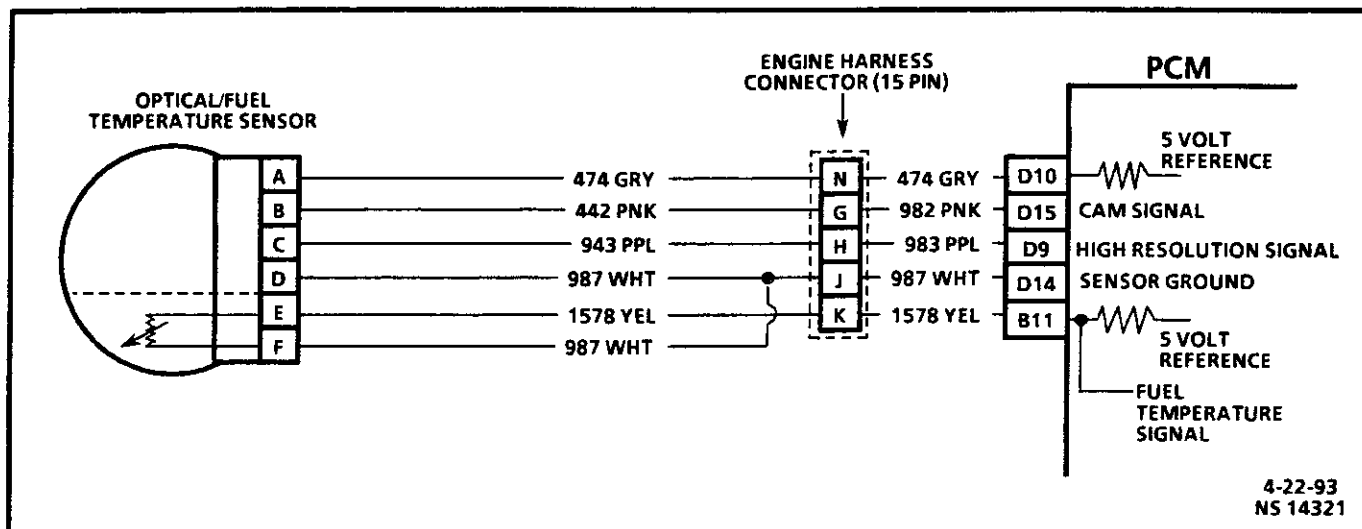 OPTICAL/FUEL
TEMPERATURE SENSOR
ENGINE HARNESS
CONNECTOR (15 PIN)
PCM
5 VOLT
REFERENCE
A 474 GRY N 474 GRY D10
B 442 PNK G 982 PNK D15 CAM SIGNAL
C 943 PPL H 983 PPL D9 HIGH RESOLUTION SIGNAL
D 987 WHT J 987 WHT D14 SENSOR GROUND
E 1578 YEL K 1578 YEL B11
F 987 WHT
5 VOLT
REFERENCE
FUEL
TEMPERATURE
SIGNAL
4-22-93
NS 14321